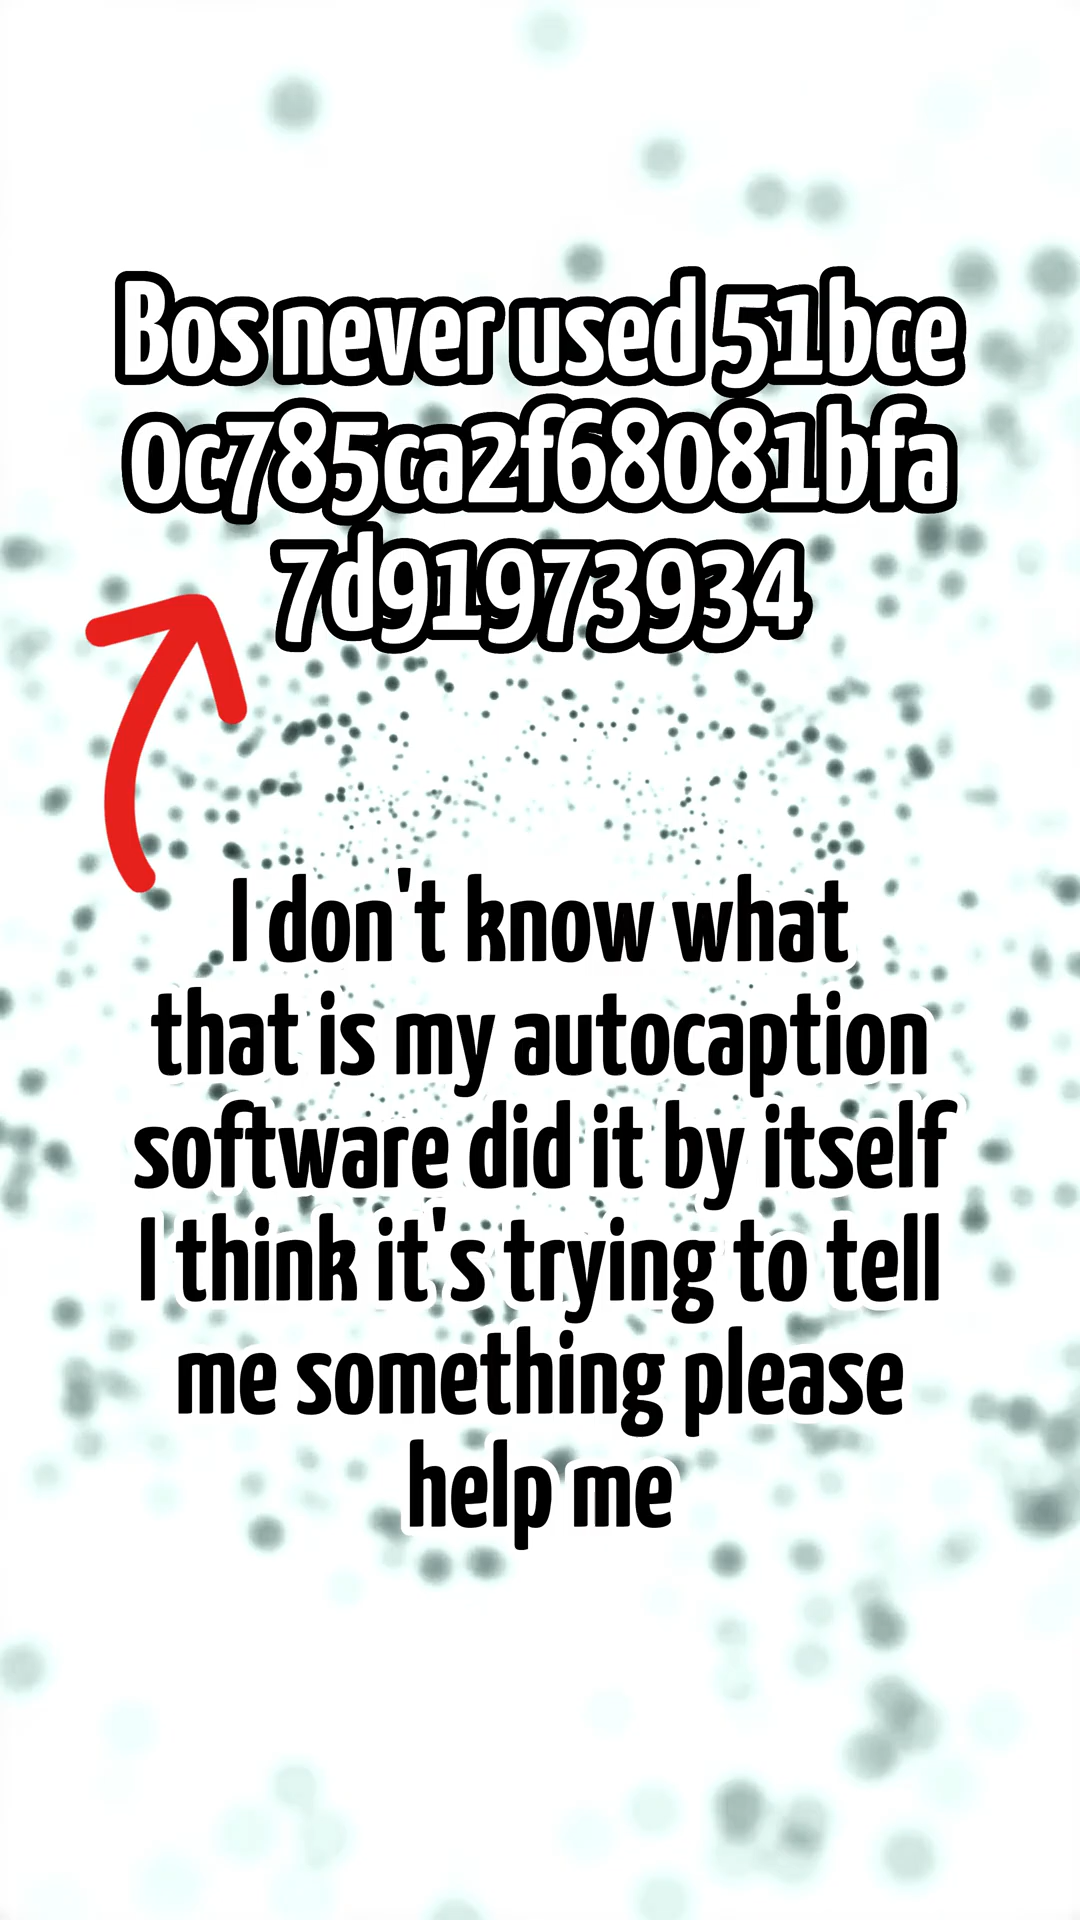 Bos never used 51bce
0c785ca2f68081bfa
7d91973934
I don't know what
that is my autocaption
software did it by itself
I think it's trying to tell
me something please
help me